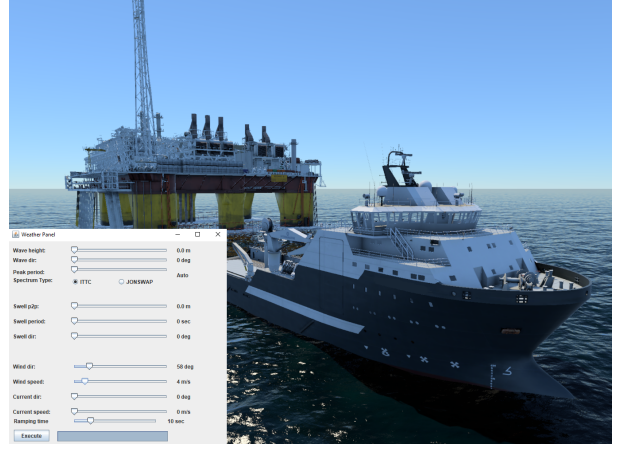 Weather Panel
Wave height: 0.0 m
Wave dir: 0 deg
Peak period: Auto
Spectrum Type: ITTC JONSWAP
Swell p2p: 0.0 m
Swell period: 0 sec
Swell dir: 0 deg
Wind dir: 58 deg
Wind speed: 4 m/s
Current dir: 0 deg
Current speed: 0 m/s
Ramping time 10 sec
Execute